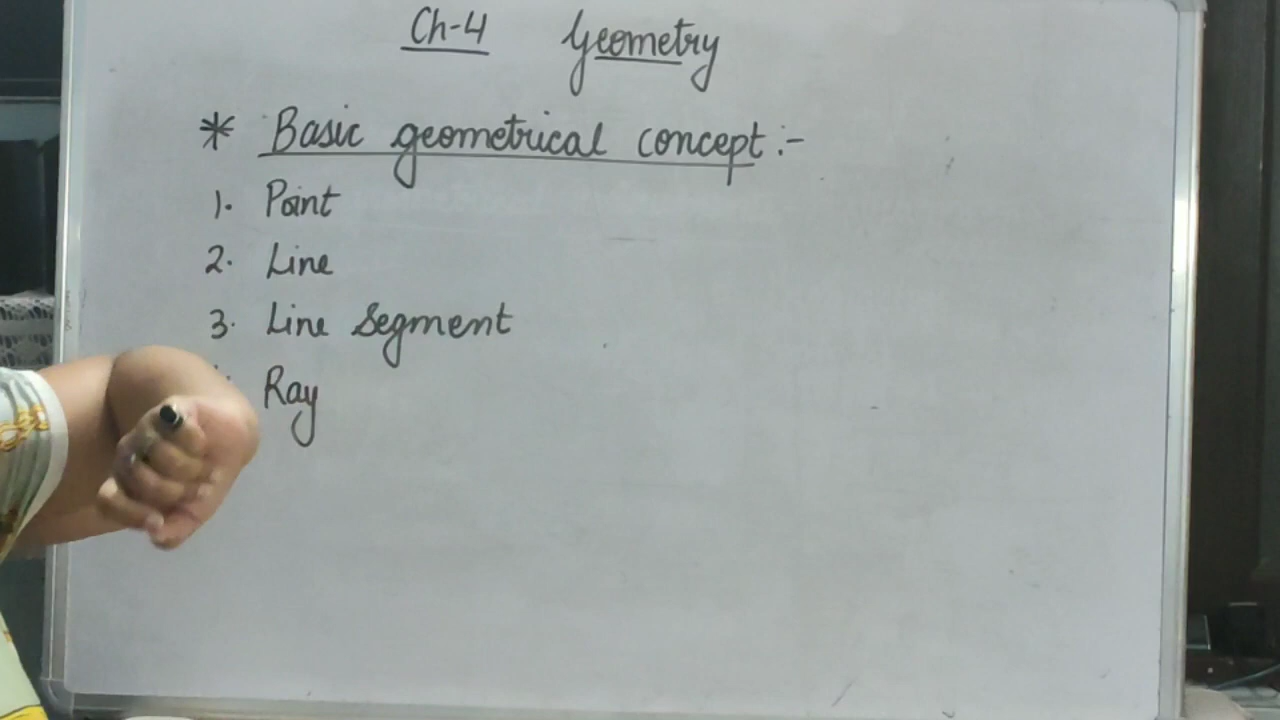 Ch-4 Geometry
* Basic geometrical concept :-
1. Point
2. Line
3. Line Segment
Ray